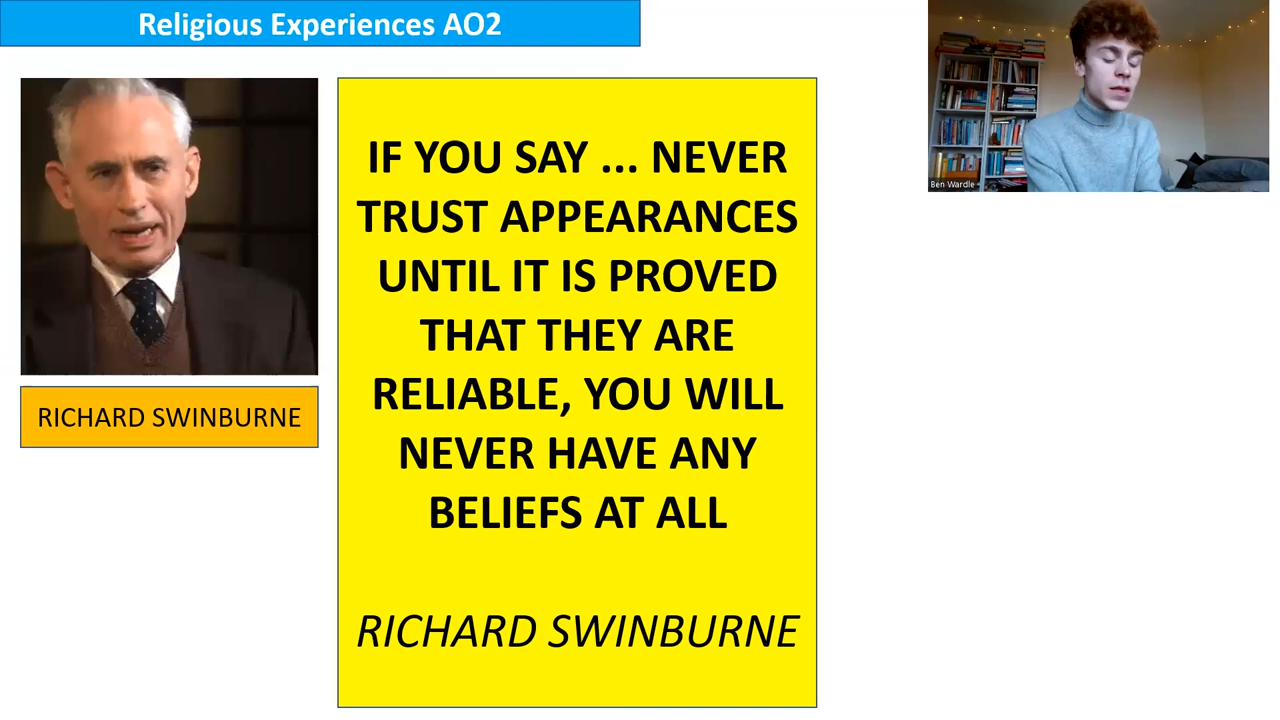 Religious Experiences AO2
IF YOU SAY ... NEVER
TRUST APPEARANCES
UNTIL IT IS PROVED
THAT THEY ARE
RELIABLE, YOU WILL
NEVER HAVE ANY
BELIEFS AT ALL
RICHARD SWINBURNE
RICHARD SWINBURNE
Ben Wardle